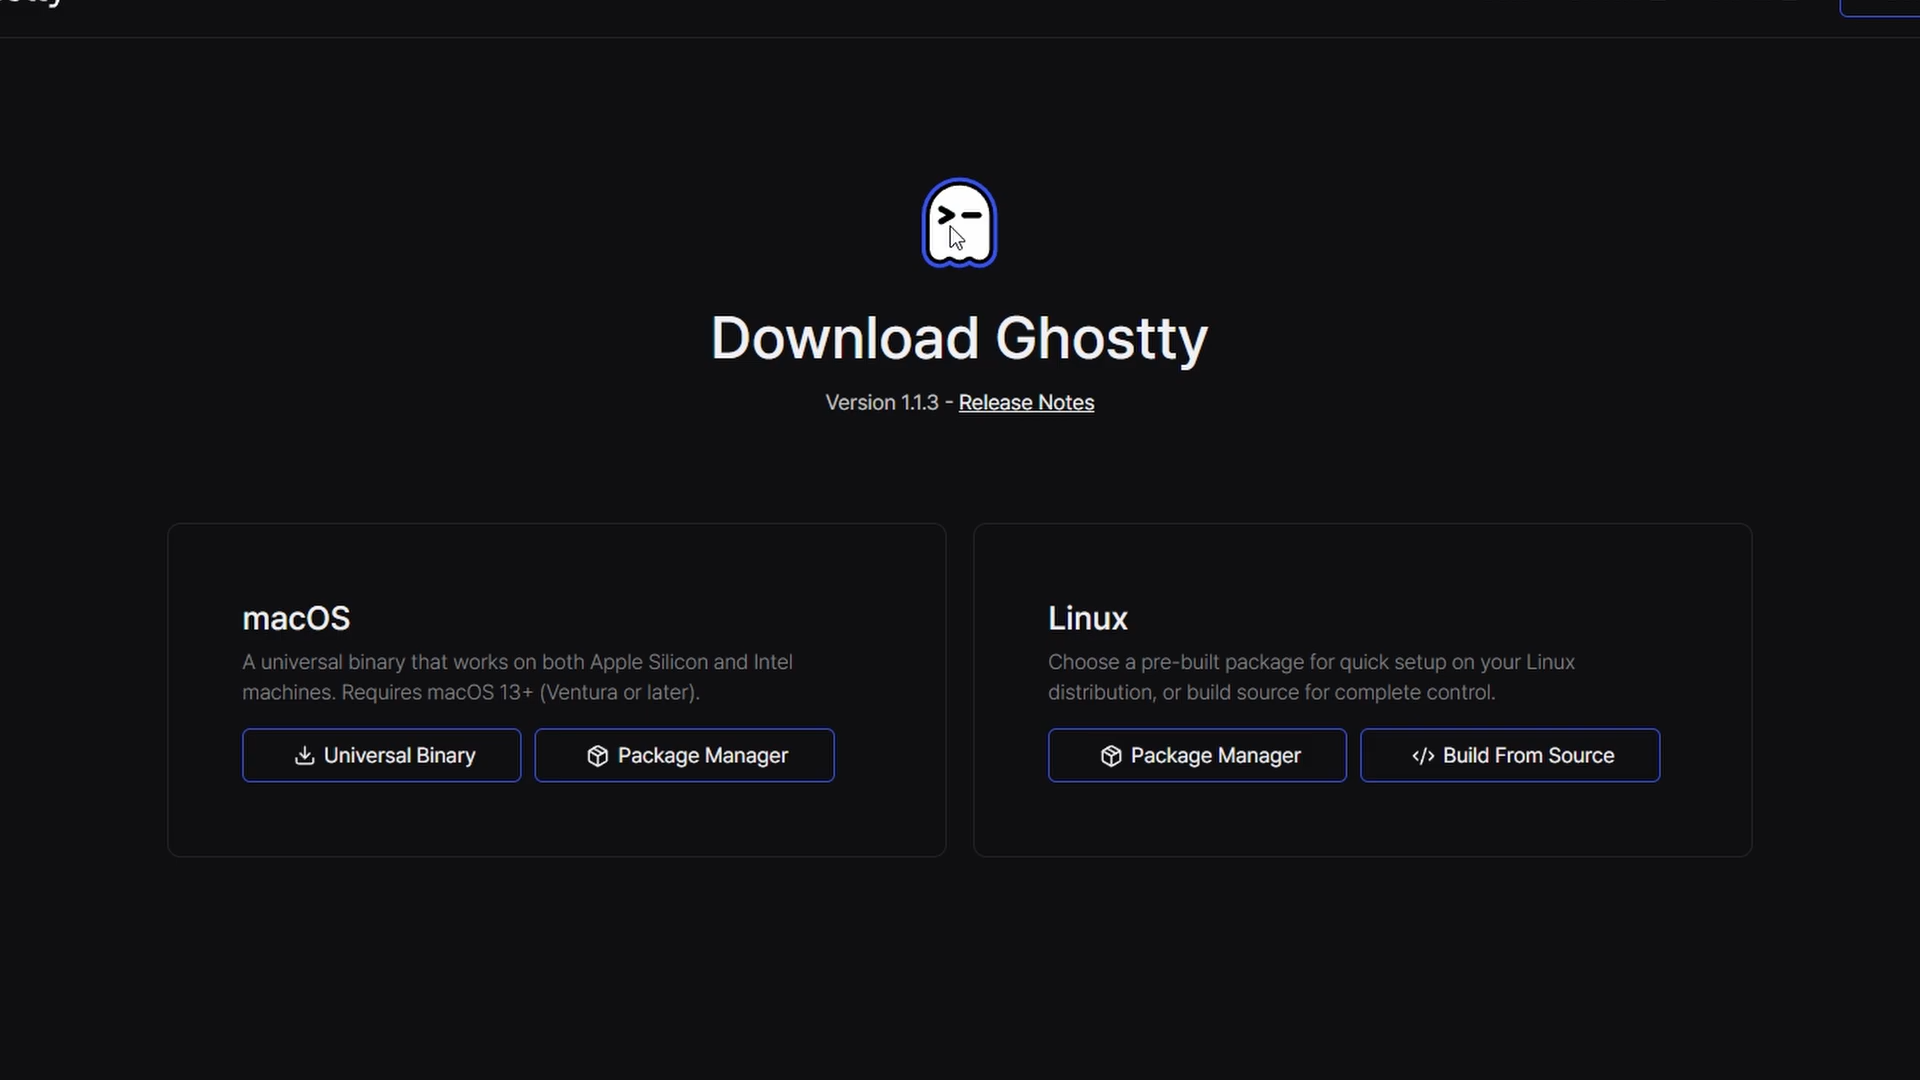 Download Ghostty
Version 1.1.3 - Release Notes
macOS
A universal binary that works on both Apple Silicon and Intel
machines. Requires macOS 13+ (Ventura or later).
Universal Binary
Package Manager
Linux
Choose a pre-built package for quick setup on your Linux
distribution, or build source for complete control.
Package Manager
Build From Source